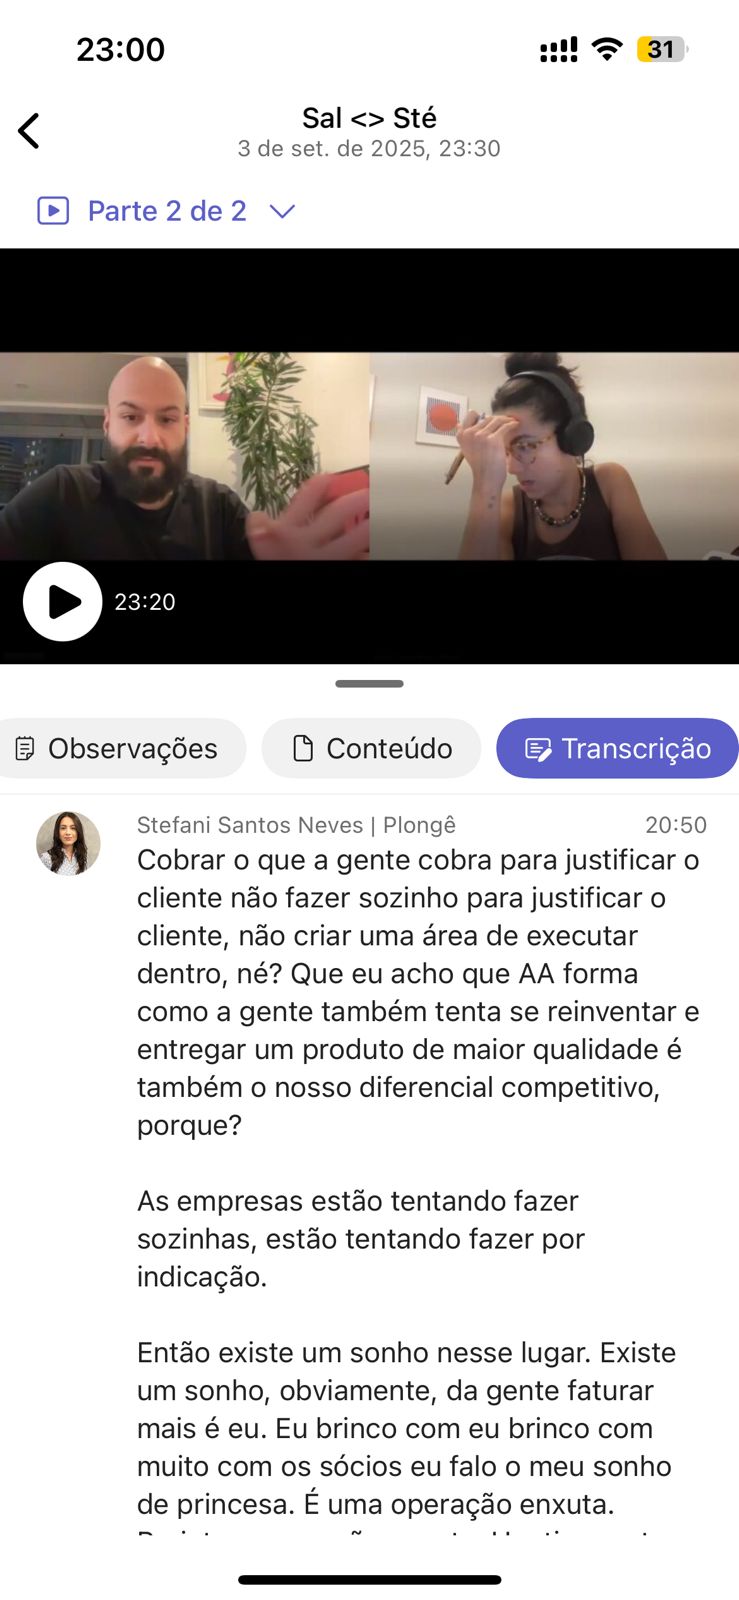 23:00
31
Sal <> Sté
3 de set. de 2025, 23:30
Parte 2 de 2
23:20
Observações
Conteúdo
Transcrição
Stefani Santos Neves | Plongê
20:50
Cobrar o que a gente cobra para justificar o
cliente não fazer sozinho para justificar o
cliente, não criar uma área de executar
dentro, né? Que eu acho que AA forma
como a gente também tenta se reinventar e
entregar um produto de maior qualidade é
também o nosso diferencial competitivo,
porque?
As empresas estão tentando fazer
sozinhas, estão tentando fazer por
indicação.
Então existe um sonho nesse lugar. Existe
um sonho, obviamente, da gente faturar
mais é eu. Eu brinco com eu brinco com
muito com os sócios eu falo o meu sonho
de princesa. É uma operação enxuta.